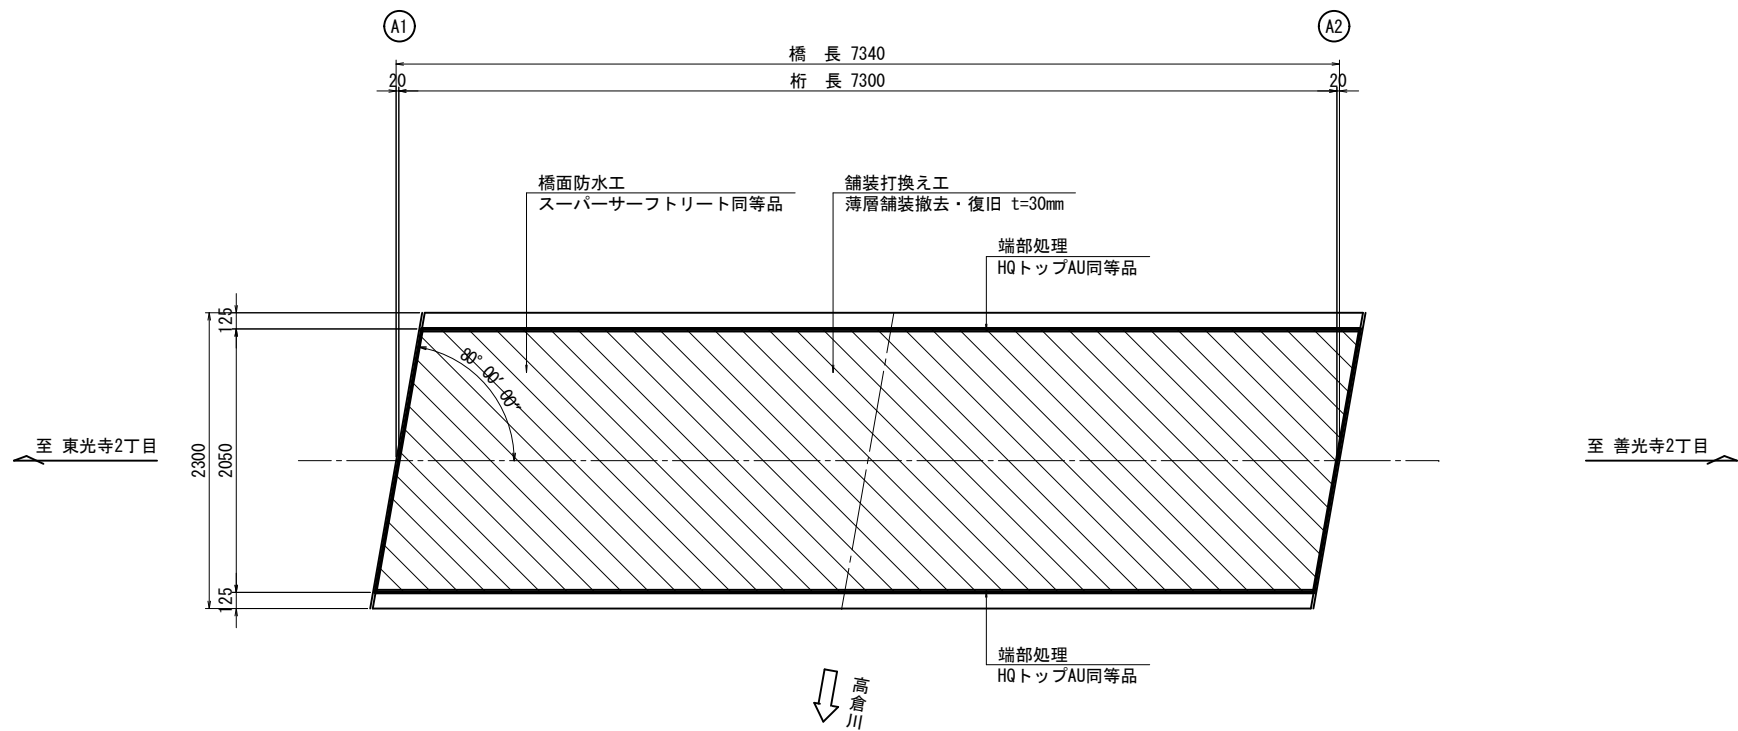 A1
A2
橋 長 7340
20
桁 長 7300
20
橋面防水工
スーパーサーフトリート同等品
舗装打換え工
薄層舗装撤去・復旧 t=30mm
端部処理
HQトップAU同等品
125
80° 00′ 00″
2300
2050
至 東光寺2丁目
至 善光寺2丁目
125
端部処理
HQトップAU同等品
高倉川